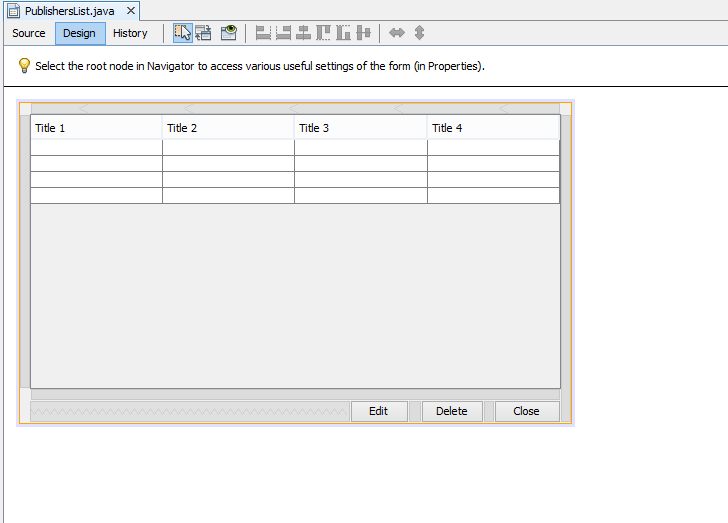 PublishersList.java
Source Design History
Select the root node in Navigator to access various useful settings of the form (in Properties).
Title 1 Title 2 Title 3 Title 4
Edit Delete Close